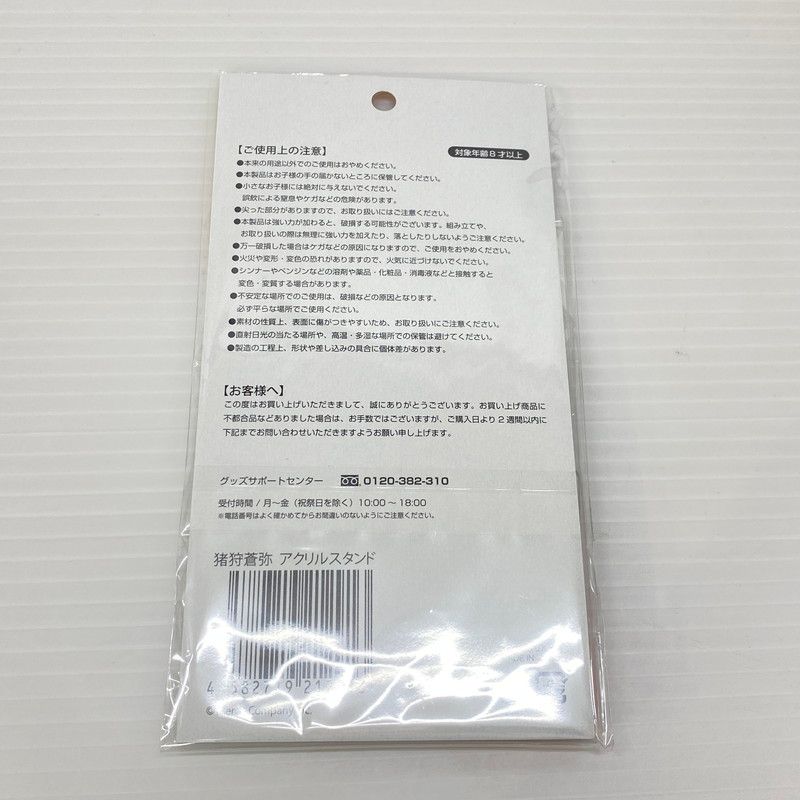 【ご使用上の注意】
対象年齢8才以上
●本来の用途以外でのご使用はおやめください。
●本製品はお子様の手の届かないところに保管してください。
●小さなお子様には絶対に与えないでください。
誤飲による窒息やケガなどの危険があります。
●尖った部分がありますので、お取り扱いにはご注意ください。
●本製品は強い力が加わると、破損する可能性がございます。組み立てや、
お取り扱いの際は無理に強い力を加えたり、落としたりしないようご注意ください。
●万一破損した場合はケガなどの原因になりますので、ご使用をおやめください。
●火災や変形・変色の恐れがありますので、火気に近づけないでください。
●シンナーやベンジンなどの溶剤や薬品・化粧品・消毒液などと接触すると
変色・変質する場合があります。
●不安定な場所でのご使用は、破損などの原因となります。
必ず平らな場所でご使用ください。
●素材の性質上、表面に傷がつきやすいため、お取り扱いにご注意ください。
●直射日光の当たる場所や、高温・多湿な場所での保管は避けてください。
●製造の工程上、形状や差し込みの具合に個体差があります。
【お客様へ】
この度はお買い上げいただきまして、誠にありがとうございます。お買い上げ商品に
不都合品などありました場合は、お手数ではございますが、ご購入日より2週間以内に
下記までお問い合わせいただきますようお願い申し上げます。
グッズサポートセンター 0120-382-310
受付時間/月〜金(祝祭日を除く)10:00〜18:00
※電話番号はよく確かめてからお間違いのないようにご注意ください。
猪狩蒼弥 アクリルスタンド
Company